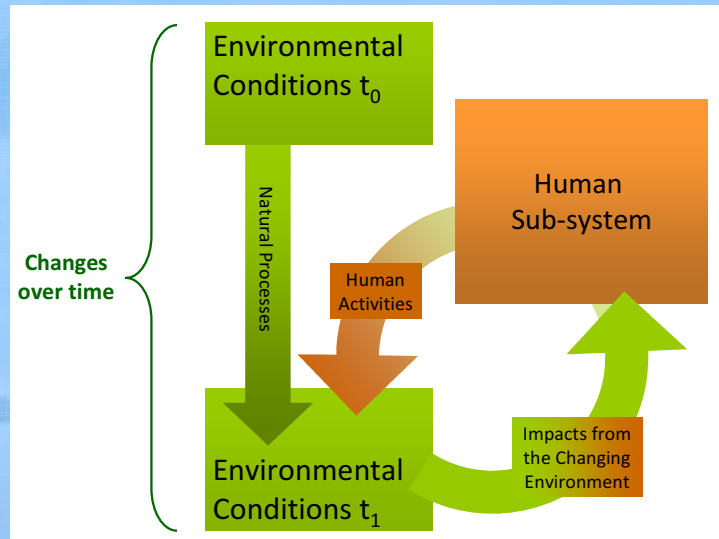 Environmental
Conditions t₀
Human
Sub-system
Natural Processes
Changes
over time
Human
Activities
Impacts from
the Changing
Environment
Environmental
Conditions t₁